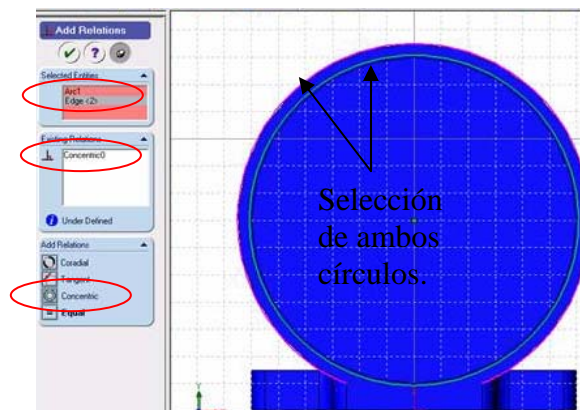 Add Relations
Selected Entities
Arc1
Edge <2>
Existing Relations
Concentric0
Under Defined
Add Relations
Coradial
Tangent
Concentric
Equal
Selección
de ambos
círculos.